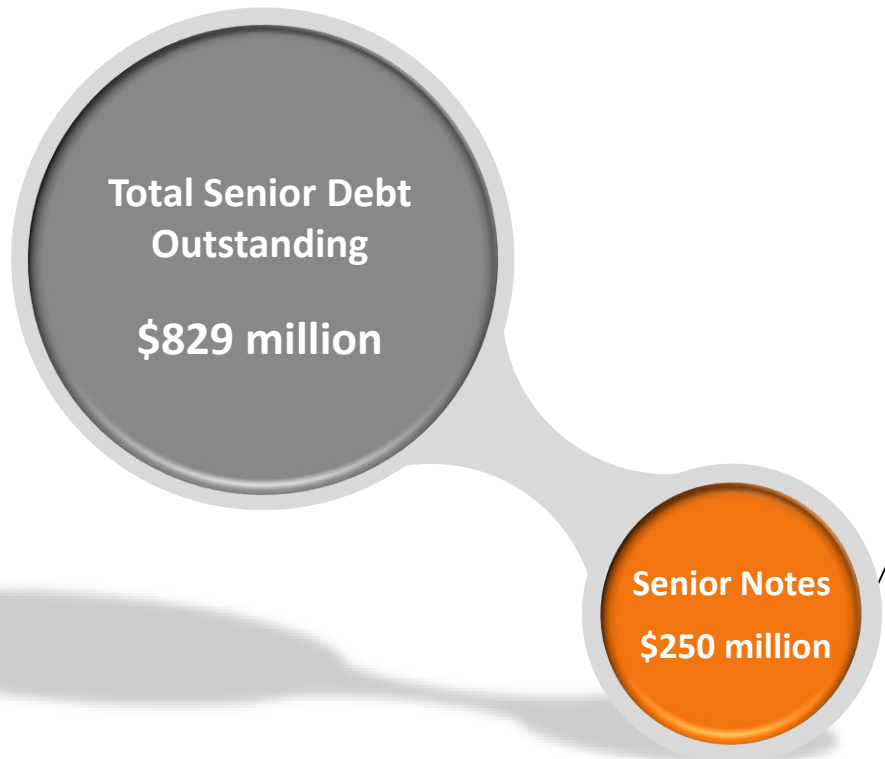 Total Senior Debt
Outstanding
$829 million
Senior Notes
$250 million